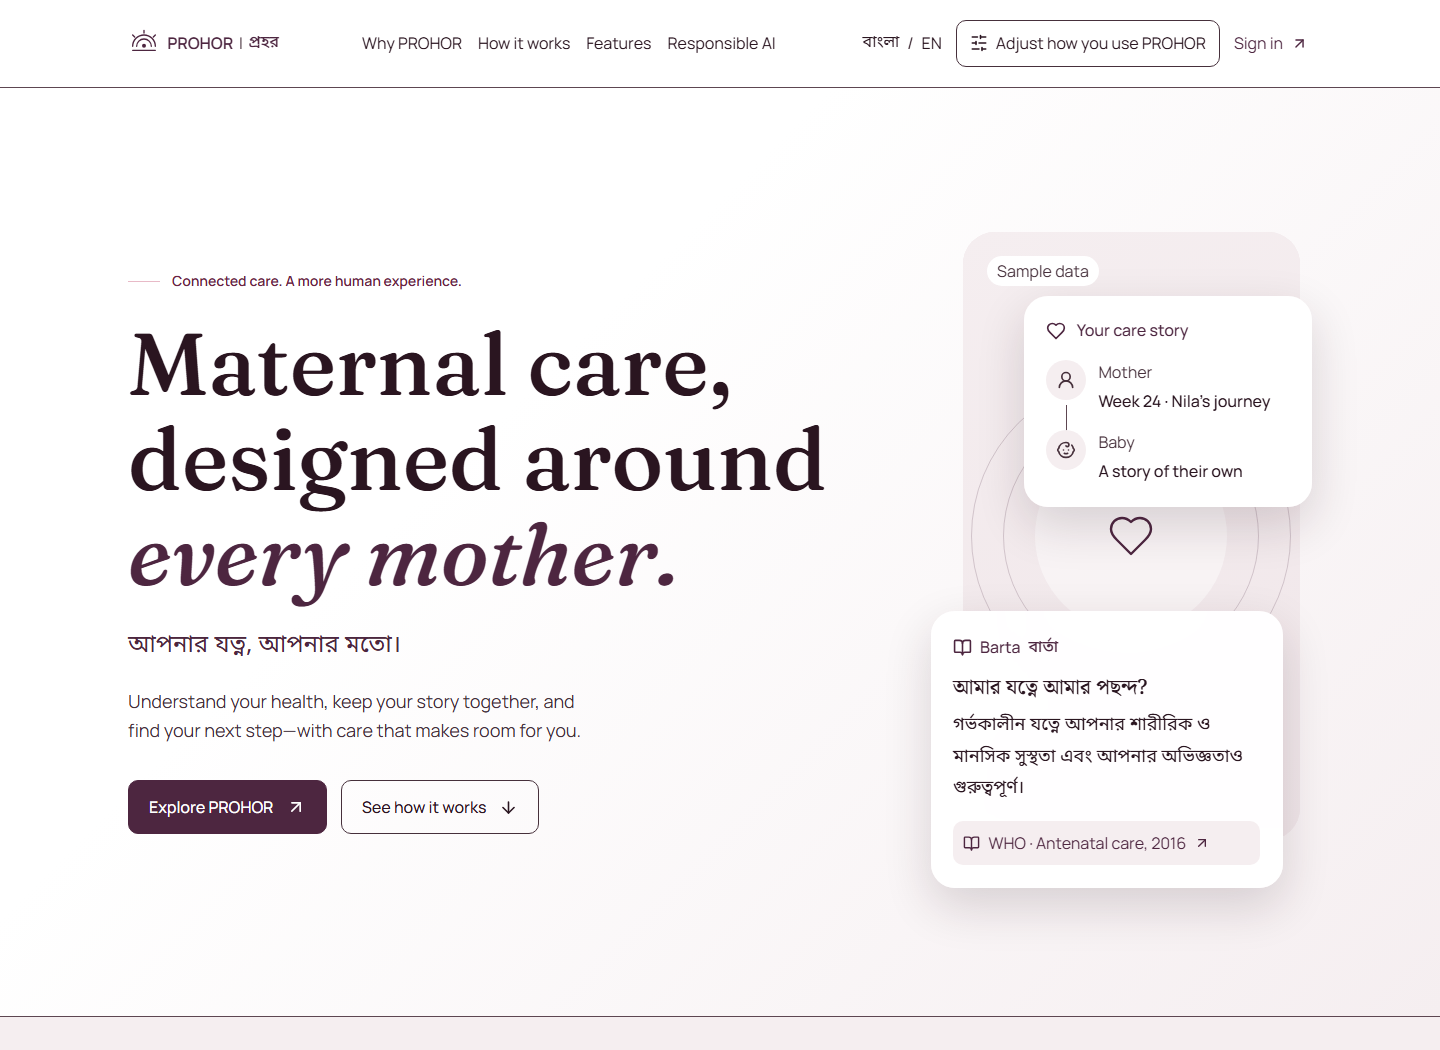 PROHOR | প্রহর
Why PROHOR
How it works
Features
Responsible AI
বাংলা / EN
Adjust how you use PROHOR
Sign in
Connected care. A more human experience.
Maternal care,
designed around
every mother.
আপনার যত্ন, আপনার মতো।
Understand your health, keep your story together, and
find your next step—with care that makes room for you.
Explore PROHOR
See how it works
Sample data
Your care story
Mother
Week 24 · Nila’s journey
Baby
A story of their own
Barta বার্তা
আমার যত্নে আমার পছন্দ?
গর্ভকালীন যত্নে আপনার শারীরিক ও
মানসিক সুস্থতা এবং আপনার অভিজ্ঞতাও
গুরুত্বপূর্ণ।
WHO · Antenatal care, 2016